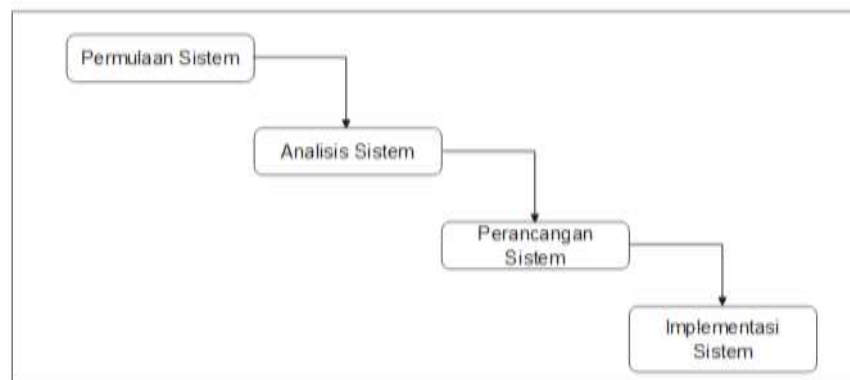 Permulaan Sistem
Analisis Sistem
Perancangan
Sistem
Implementasi
Sistem